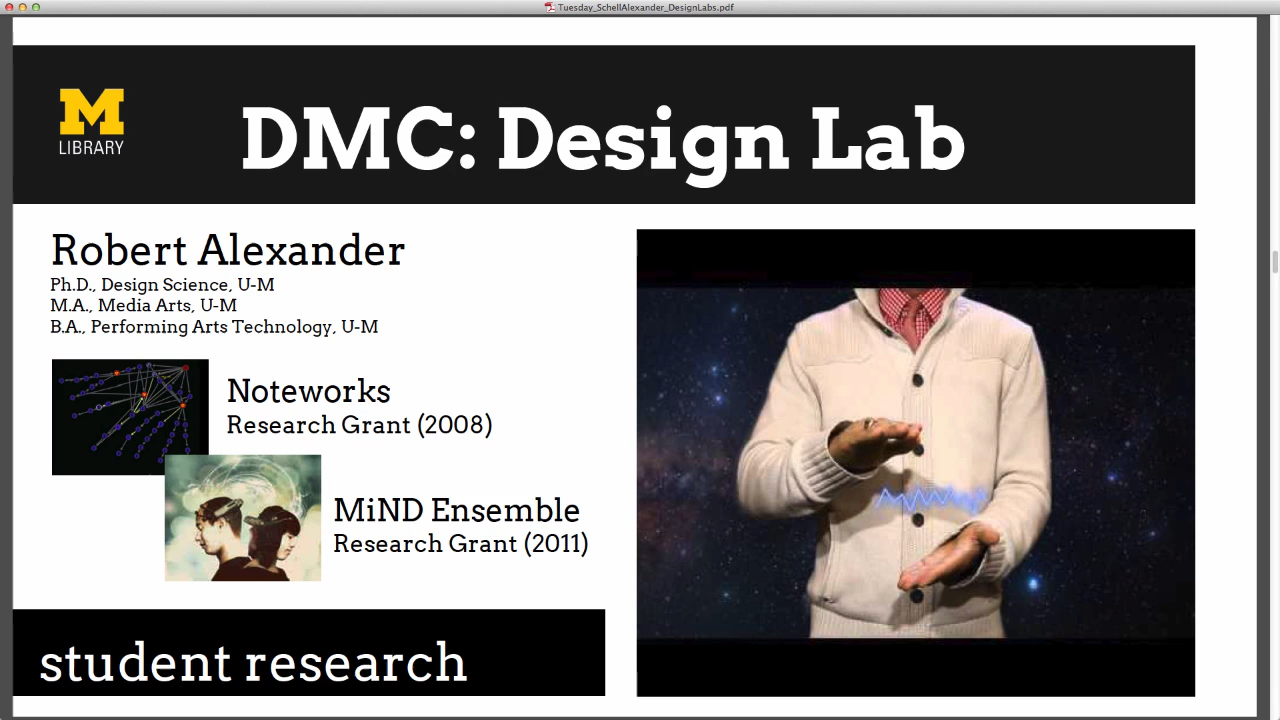 Tuesday_SchellAlexander_DesignLabs.pdf
M
LIBRARY
DMC: Design Lab
Robert Alexander
Ph.D., Design Science, U-M
M.A., Media Arts, U-M
B.A., Performing Arts Technology, U-M
Noteworks
Research Grant (2008)
MiND Ensemble
Research Grant (2011)
student research